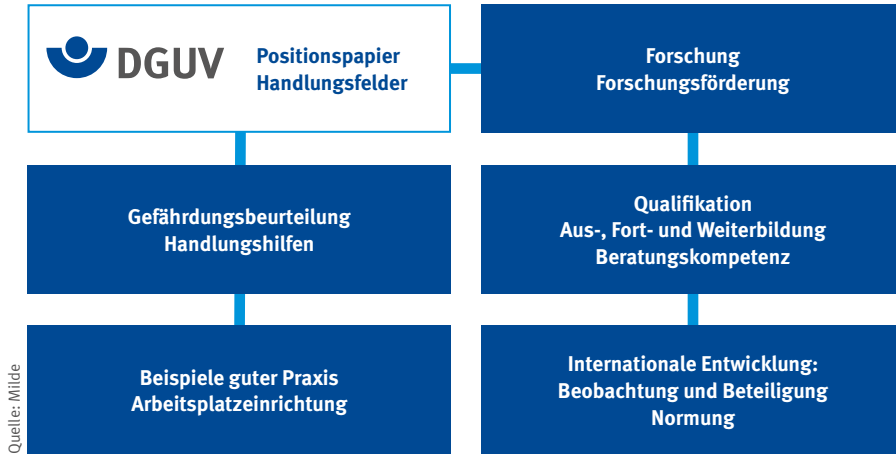 DGUV
Positionspapier
Handlungsfelder
Forschung
Forschungsförderung
Gefährdungsbeurteilung
Handlungshilfen
Qualifikation
Aus-, Fort- und Weiterbildung
Beratungskompetenz
Beispiele guter Praxis
Arbeitsplatzeinrichtung
Internationale Entwicklung:
Beobachtung und Beteiligung
Normung
Quelle: Milde